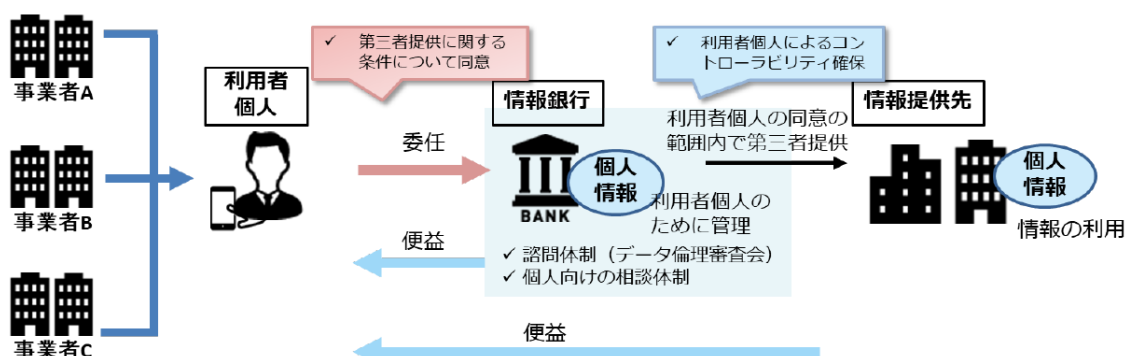 事業者A
事業者B
事業者C
利用者
個人
✓ 第三者提供に関する
条件について同意
委任
便益
情報銀行
BANK
個人
情報
利用者個人の
ために管理
✓ 諮問体制（データ倫理審査会）
✓ 個人向けの相談体制
✓ 利用者個人によるコン
トローラビリティ確保
利用者個人の同意の
範囲内で第三者提供
情報提供先
個人
情報
情報の利用
便益